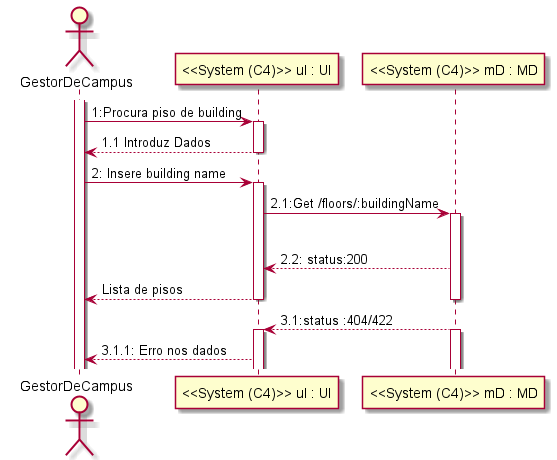 GestorDeCampus
<<System (C4)>> uI : UI
<<System (C4)>> mD : MD
1:Procura piso de building
1.1 Introduz Dados
2: Insere building name
2.1:Get /floors/:buildingName
2.2: status:200
Lista de pisos
3.1:status :404/422
3.1.1: Erro nos dados
GestorDeCampus
<<System (C4)>> uI : UI
<<System (C4)>> mD : MD